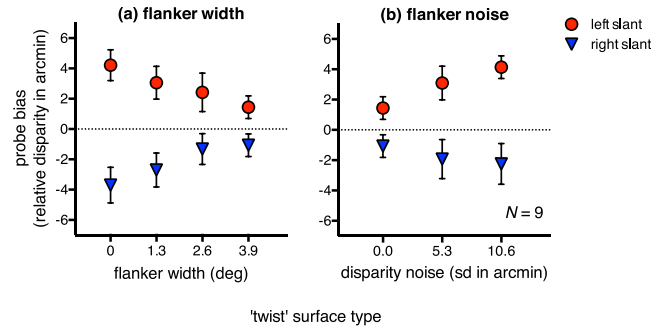 (a) flanker width
(b) flanker noise
left slant
right slant
probe bias
(relative disparity in arcmin)
6
4
2
0
-2
-4
-6
0 1.3 2.6 3.9
flanker width (deg)
6
4
2
0
-2
-4
-6
N = 9
0.0 5.3 10.6
disparity noise (sd in arcmin)
'twist' surface type